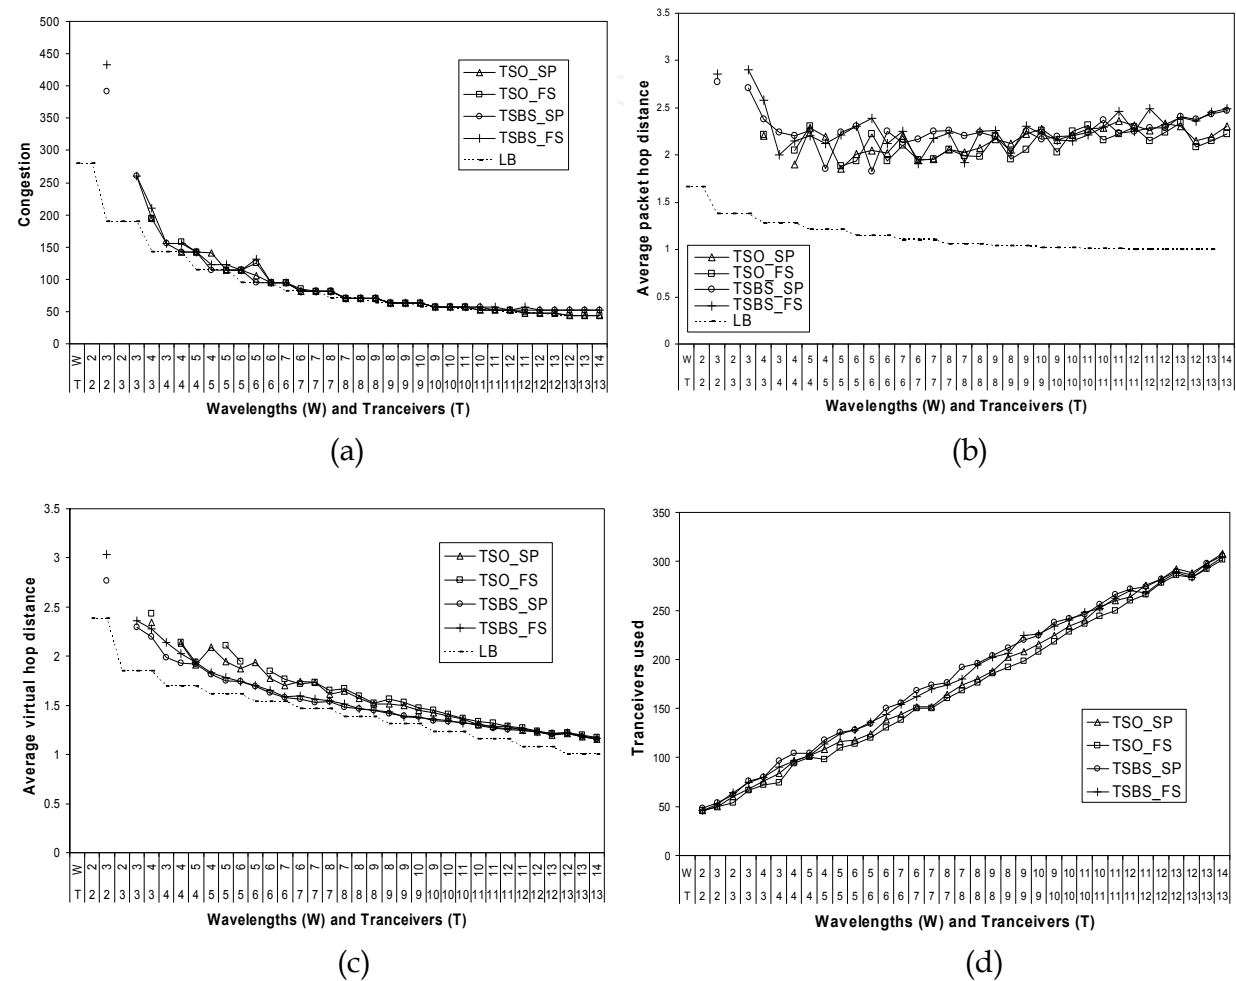 500
450
400
350
300
250
200
150
100
50
0
Congestion
TSO_SP
TSO_FS
TSBS_SP
TSBS_FS
LB
W 2 3 2 3 4 3 4 5 4 5 6 5 6 7 6 7 8 7 8 9 8 9 10 9 10 11 10 11 12 11 12 13 12 13 14
T 2 2 3 3 3 4 4 4 5 5 5 6 6 6 7 7 7 8 8 8 9 9 9 10 10 10 11 11 11 12 12 12 13 13 13
Wavelengths (W) and Tranceivers (T)
(a)
3.5
3
2.5
2
1.5
1
0.5
0
Average packet hop distance
TSO_SP
TSO_FS
TSBS_SP
TSBS_FS
LB
W 2 3 2 3 4 3 4 5 4 5 6 5 6 7 6 7 8 7 8 9 8 9 10 9 10 11 10 11 12 11 12 13 12 13 14
T 2 2 3 3 3 4 4 4 5 5 5 6 6 6 7 7 7 8 8 8 9 9 9 10 10 10 11 11 11 12 12 12 13 13 13
Wavelengths (W) and Tranceivers (T)
(b)
3.5
3
2.5
2
1.5
1
0.5
0
Average virtual hop distance
TSO_SP
TSO_FS
TSBS_SP
TSBS_FS
LB
W 2 3 2 3 4 3 4 5 4 5 6 5 6 7 6 7 8 7 8 9 8 9 10 9 10 11 10 11 12 11 12 13 12 13 14
T 2 2 3 3 3 4 4 4 5 5 5 6 6 6 7 7 7 8 8 8 9 9 9 10 10 10 11 11 11 12 12 12 13 13 13
Wavelengths (W) and Tranceivers (T)
(c)
350
300
250
200
150
100
50
0
Tranceivers used
TSO_SP
TSO_FS
TSBS_SP
TSBS_FS
W 2 3 2 3 4 3 4 5 4 5 6 5 6 7 6 7 8 7 8 9 8 9 10 9 10 11 10 11 12 11 12 13 12 13 14
T 2 2 3 3 3 4 4 4 5 5 5 6 6 6 7 7 7 8 8 8 9 9 9 10 10 10 11 11 11 12 12 12 13 13 13
Wavelengths (W) and Tranceivers (T)
(d)